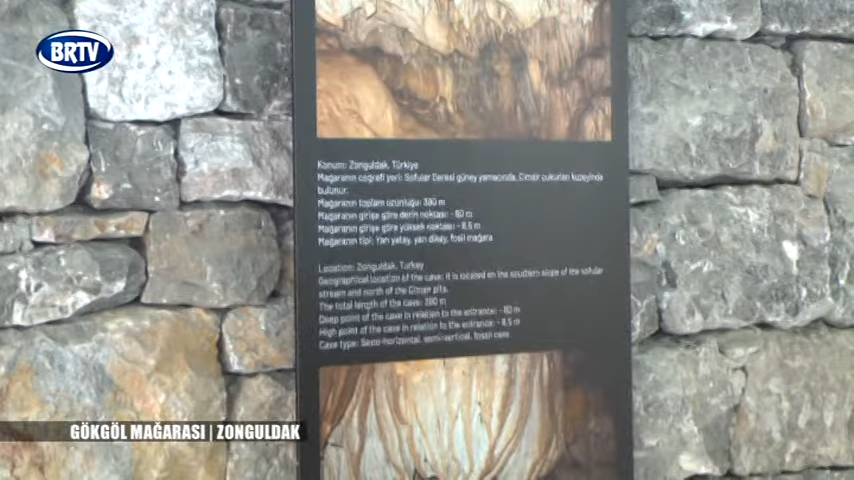 BRTV
Konum: Zonguldak, Türkiye
Mağaranın coğrafi yeri: Sofular Deresi güney yamacında, Cimşir çukurları kuzeyinde
bulunur.
Mağaranın toplam uzunluğu: 380 m
Mağaranın girişe göre derin noktası: - 80 m
Mağaranın girişe göre yüksek noktası: - 8,5 m
Mağaranın tipi: Yarı yatay, yarı dikey, fosil mağara
Location: Zonguldak, Turkey
Geographical location of the cave: It is located on the southern slope of the sofular
stream and north of the Cimşir pits.
The total length of the cave: 380 m
Deep point of the cave in relation to the entrance: - 80 m
High point of the cave in relation to the entrance: - 8,5 m
Cave type: Semi-horizontal, semi-vertical, fossil cave
GÖKGÖL MAĞARASI | ZONGULDAK